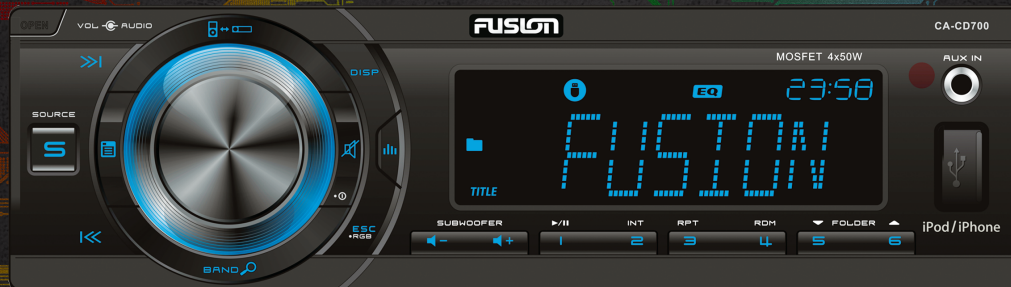 OPEN
VOL AUDIO
FUSION
CA-CD700
MOSFET 4x50W
AUX IN
DISP
SOURCE
S
EQ
23:58
FUSION
TITLE
ESC
•RGB
BAND
SUBWOOFER
INT
RPT
RDM
FOLDER
- + 1 2 3 4 5 6
iPod/iPhone